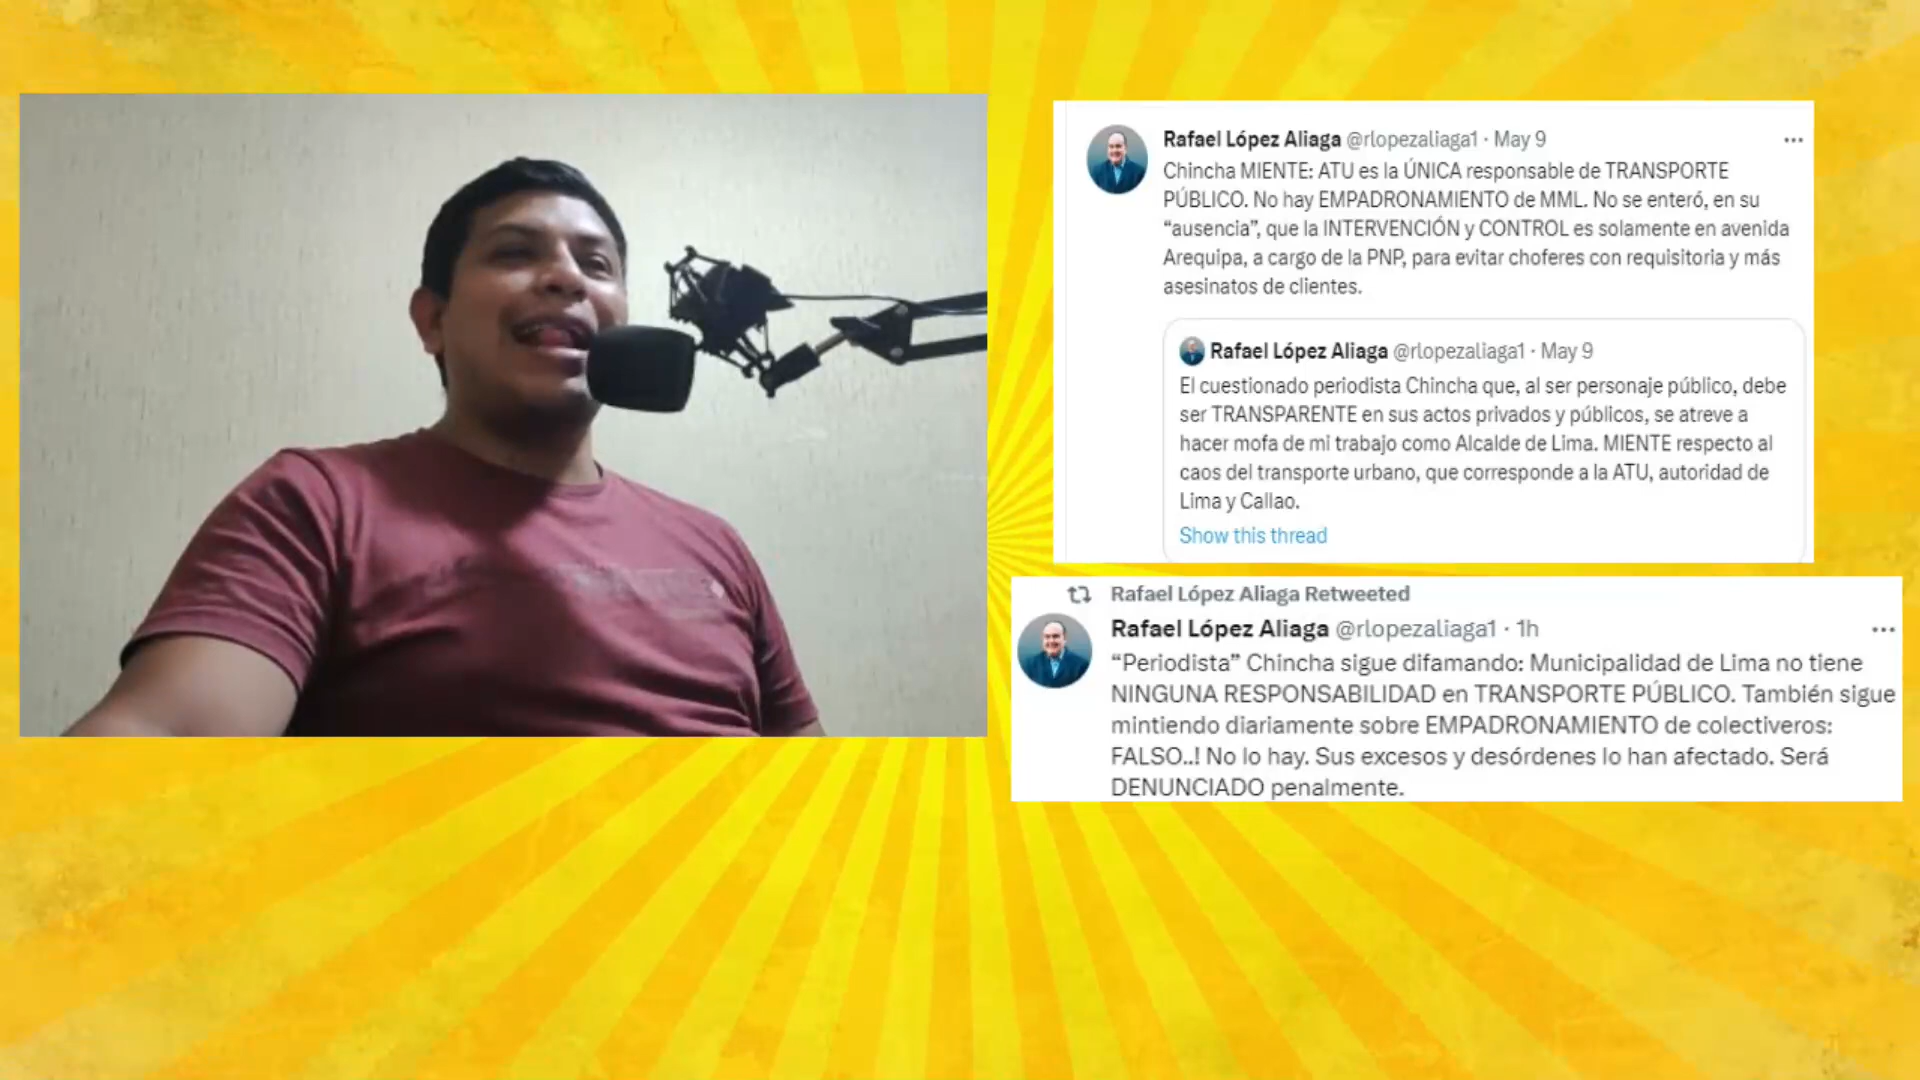 Rafael López Aliaga @rlopezaliaga1 · May 9
Chincha MIENTE: ATU es la ÚNICA responsable de TRANSPORTE
PÚBLICO. No hay EMPADRONAMIENTO de MML. No se enteró, en su
“ausencia”, que la INTERVENCIÓN y CONTROL es solamente en avenida
Arequipa, a cargo de la PNP, para evitar choferes con requisitoria y más
asesinatos de clientes.
Rafael López Aliaga @rlopezaliaga1 · May 9
El cuestionado periodista Chincha que, al ser personaje público, debe
ser TRANSPARENTE en sus actos privados y públicos, se atreve a
hacer mofa de mi trabajo como Alcalde de Lima. MIENTE respecto al
caos del transporte urbano, que corresponde a la ATU, autoridad de
Lima y Callao.
Show this thread
Rafael López Aliaga Retweeted
Rafael López Aliaga @rlopezaliaga1 · 1h
“Periodista” Chincha sigue difamando: Municipalidad de Lima no tiene
NINGUNA RESPONSABILIDAD en TRANSPORTE PÚBLICO. También sigue
mintiendo diariamente sobre EMPADRONAMIENTO de colectiveros:
FALSO..! No lo hay. Sus excesos y desórdenes lo han afectado. Será
DENUNCIADO penalmente.